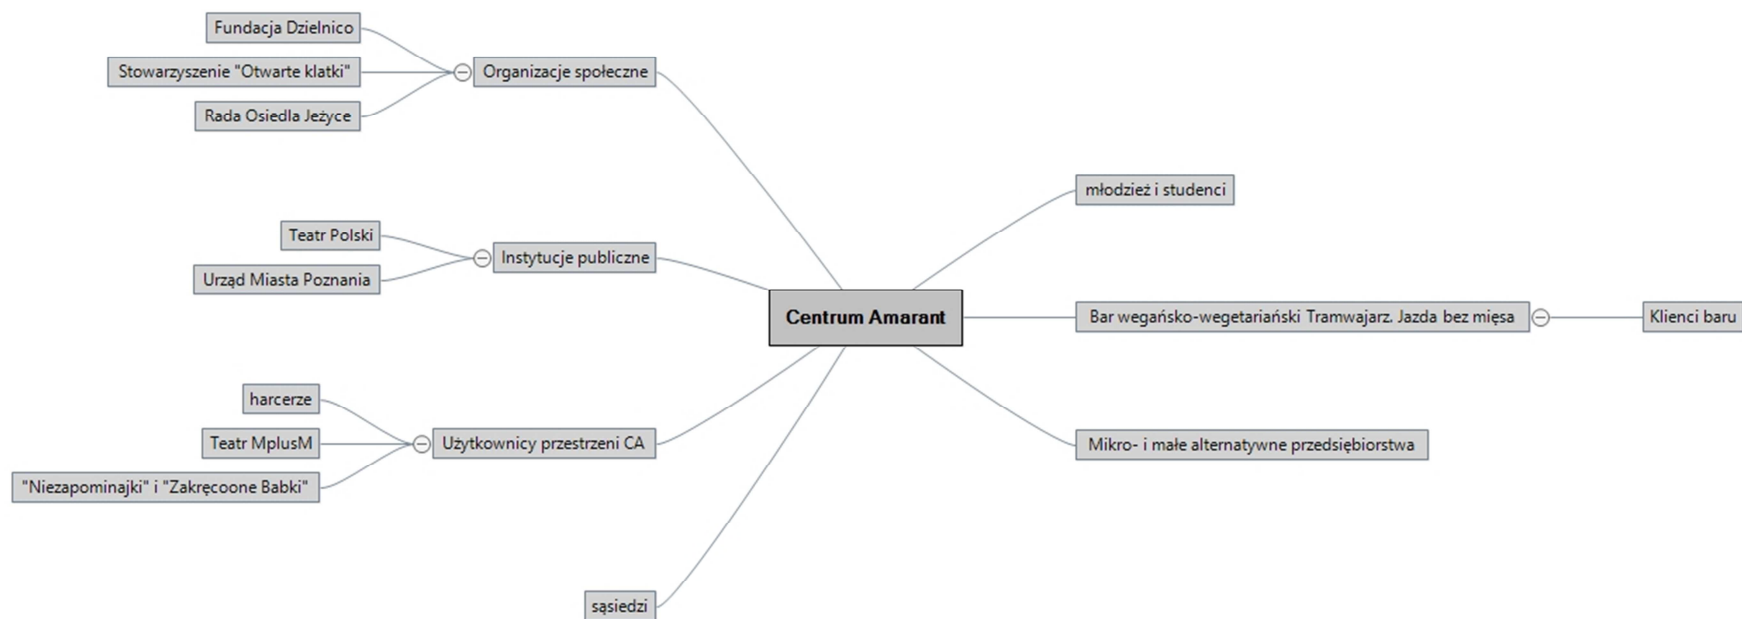 Fundacja Dzielnico
Stowarzyszenie "Otwarte klatki"
Rada Osiedla Jeżyce
Organizacje społeczne
Teatr Polski
Urząd Miasta Poznania
Instytucje publiczne
harcerze
Teatr MplusM
"Niezapominajki" i "Zakręcoone Babki"
Użytkownicy przestrzeni CA
sąsiedzi
Centrum Amarant
młodzież i studenci
Bar wegańsko-wegetariański Tramwajarz. Jazda bez mięsa
Klienci baru
Mikro- i małe alternatywne przedsiębiorstwa